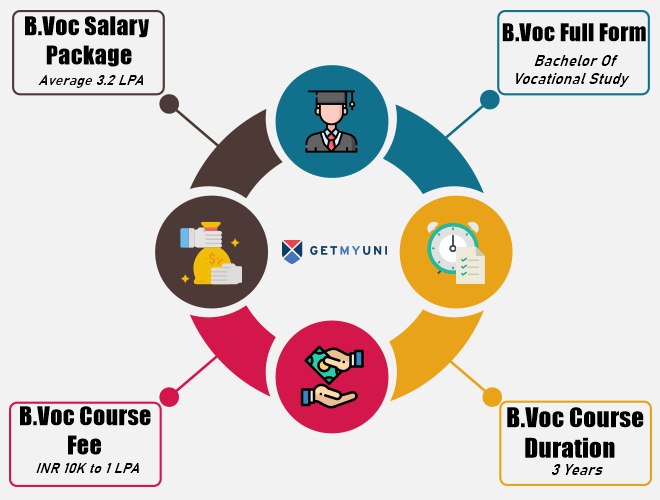 B.Voc Salary
Package
Average 3.2 LPA
B.Voc Full Form
Bachelor Of
Vocational Study
GETMYUNI
B.Voc Course
Fee
INR 10K to 1 LPA
B.Voc Course
Duration
3 Years